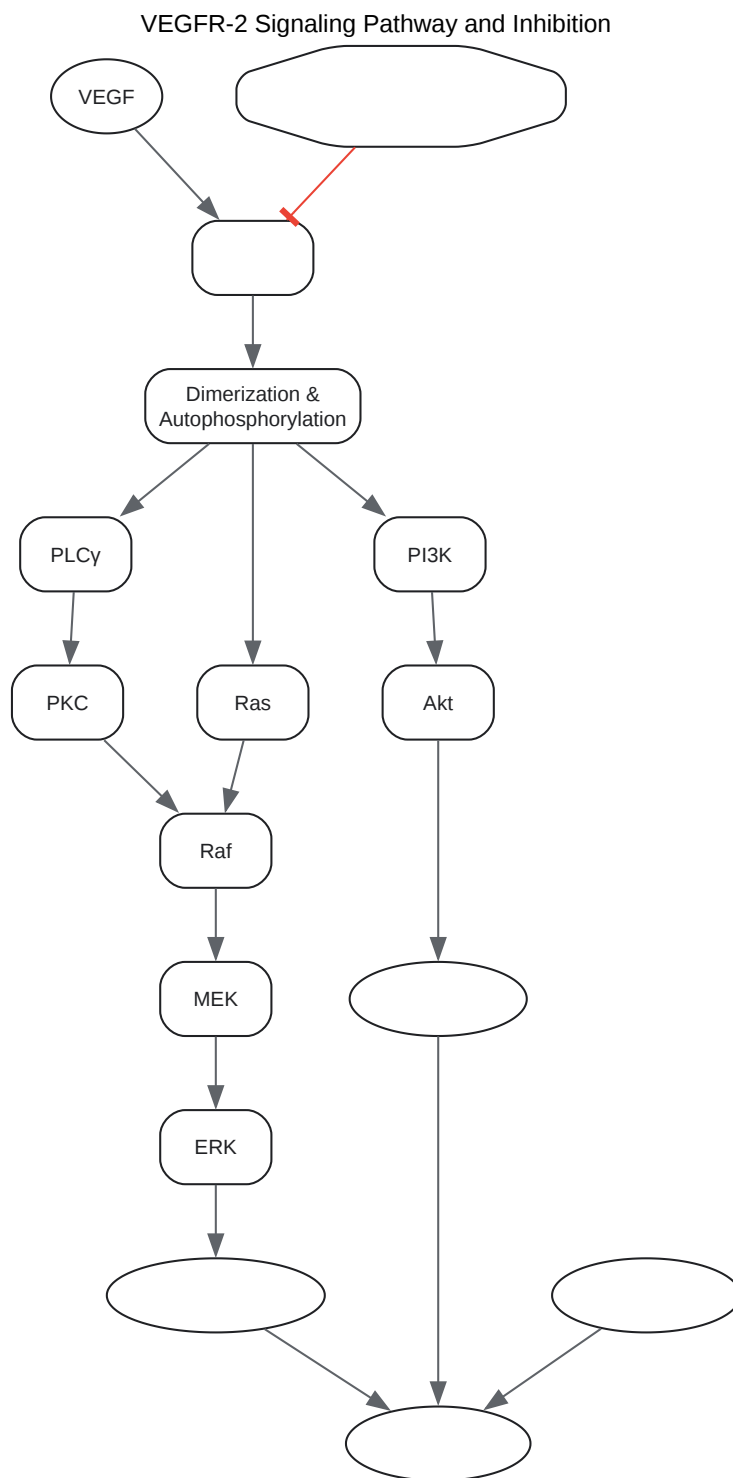 VEGFR-2 Signaling Pathway and Inhibition
VEGF
Dimerization &
Autophosphorylation
PLCγ
PI3K
PKC
Ras
Akt
Raf
MEK
ERK